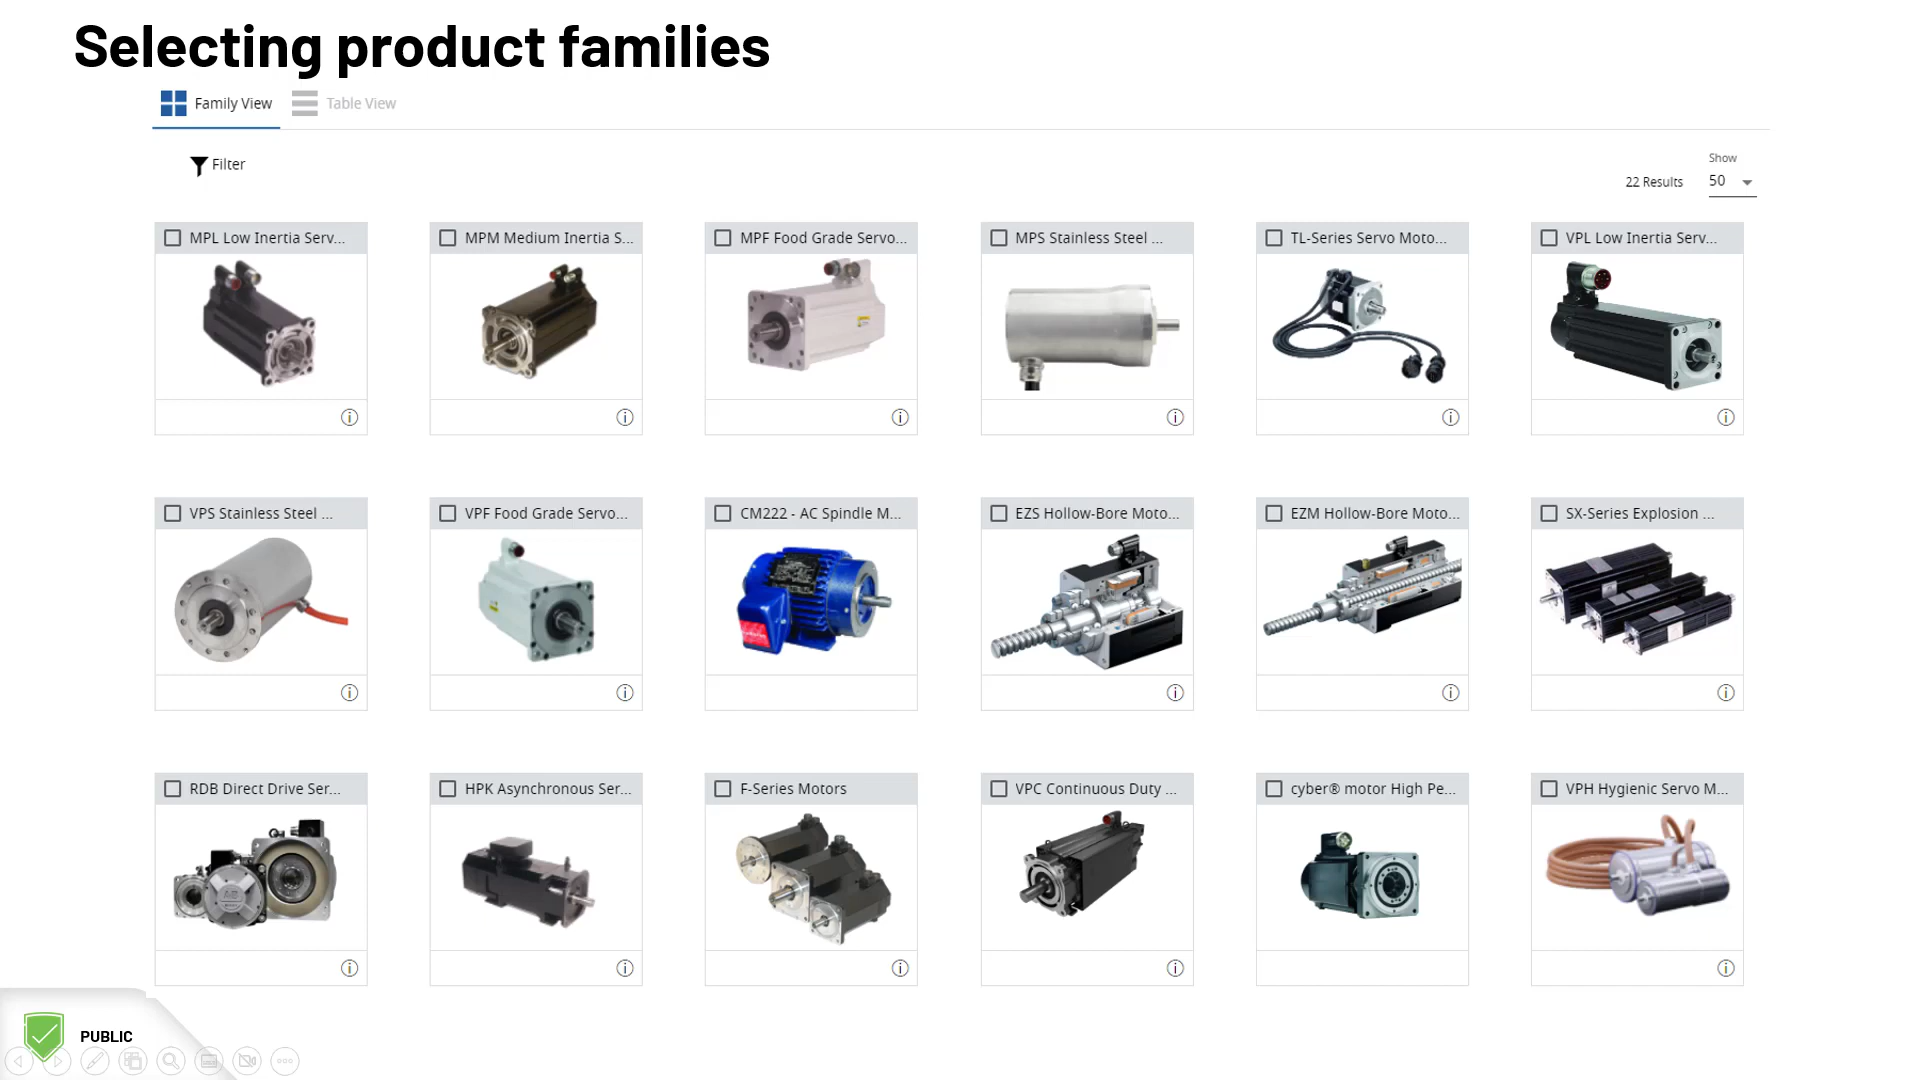 Selecting product families
Family View
Table View
Filter
Show
22 Results
50
MPL Low Inertia Serv...
MPM Medium Inertia S...
MPF Food Grade Servo...
MPS Stainless Steel ...
TL-Series Servo Moto...
VPL Low Inertia Serv...
VPS Stainless Steel ...
VPF Food Grade Servo...
CM222 - AC Spindle M...
EZS Hollow-Bore Moto...
EZM Hollow-Bore Moto...
SX-Series Explosion ...
RDB Direct Drive Ser...
HPK Asynchronous Ser...
F-Series Motors
VPC Continuous Duty ...
cyber® motor High Pe...
VPH Hygienic Servo M...
PUBLIC